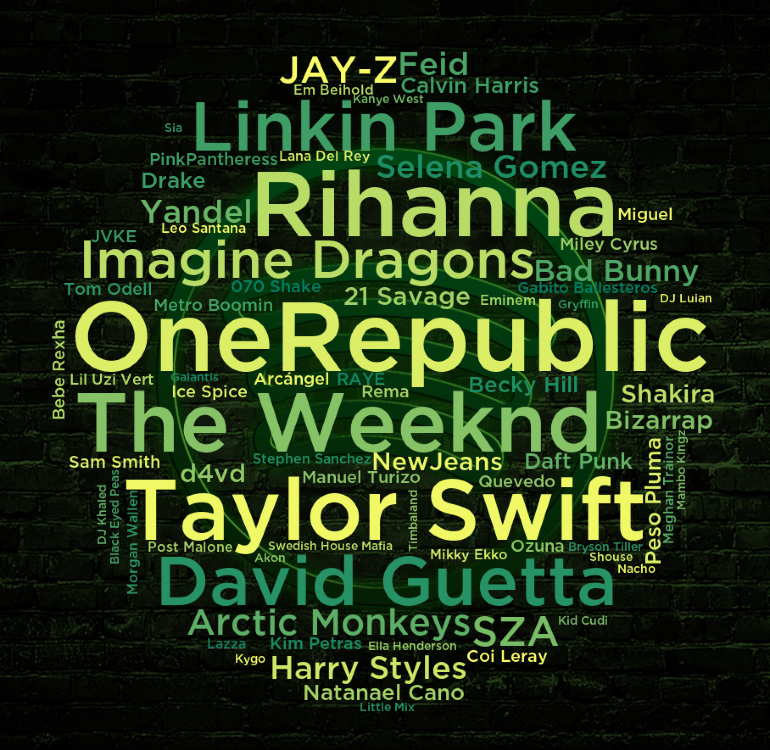 JAY-Z
Feid
Em Beihold
Calvin Harris
Kanye West
Linkin Park
Sia
PinkPantheress
Lana Del Rey
Selena Gomez
Drake
Rihanna
Yandel
Miguel
Leo Santana
JVKE
Miley Cyrus
Imagine Dragons
Bad Bunny
Tom Odell
070 Shake
Gabito Ballesteros
Metro Boomin
21 Savage
Eminem
Gryffin
DJ Luian
OneRepublic
Bebe Rexha
Lil Uzi Vert
Galantis
Arcángel
RAYE
Becky Hill
Ice Spice
Rema
Shakira
The Weeknd
Bizarrap
Sam Smith
Stephen Sanchez
NewJeans
Daft Punk
d4vd
Manuel Turizo
Quevedo
Peso Pluma
Meghan Trainor
Mambo Kingz
DJ Khaled
Black Eyed Peas
Morgan Wallen
Taylor Swift
Timbaland
Post Malone
Swedish House Mafia
Akon
Mikky Ekko
Ozuna
Bryson Tiller
Shouse
Nacho
David Guetta
Arctic Monkeys
SZA
Kid Cudi
Lazza
Kim Petras
Ella Henderson
Coi Leray
Kygo
Harry Styles
Natanael Cano
Little Mix